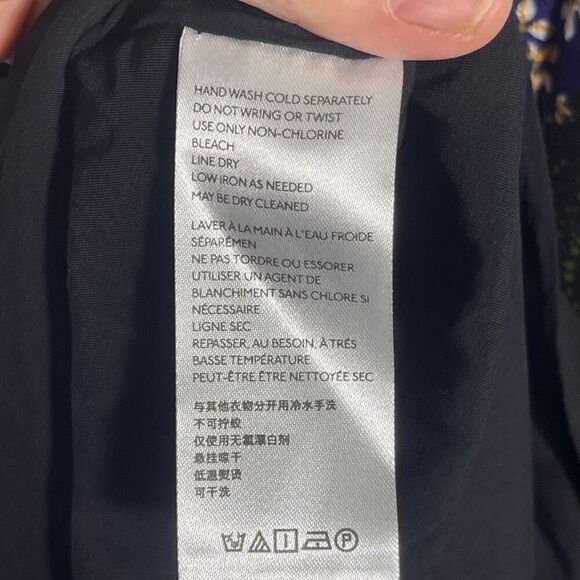 HAND WASH COLD SEPARATELY
DO NOT WRING OR TWIST
USE ONLY NON-CHLORINE
BLEACH
LINE DRY
LOW IRON AS NEEDED
MAY BE DRY CLEANED
LAVER À LA MAIN À L'EAU FROIDE
SÉPARÉMEN
NE PAS TORDRE OU ESSORER
UTILISER UN AGENT DE
BLANCHIMENT SANS CHLORE SI
NÉCESSAIRE
LIGNE SEC
REPASSER, AU BESOIN, À TRÉS
BASSE TEMPÉRATURE
PEUT-ÊTRE ÊTRE NETTOYÉE SEC
与其他衣物分开用冷水手洗
不可拧绞
仅使用无氯漂白剂
悬挂晾干
低温熨烫
可干洗
P